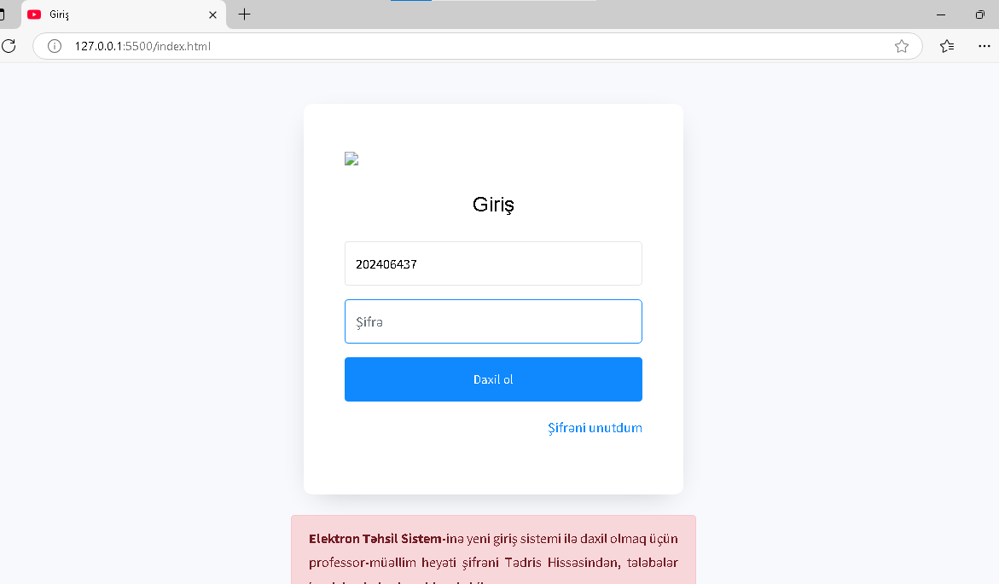 Giriş
127.0.0.1:5500/index.html
Giriş
202406437
Şifrə
Daxil ol
Şifrəni unutdum
Elektron Təhsil Sistem-inə yeni giriş sistemi ilə daxil olmaq üçün
professor-müəllim heyəti şifrəni Tədris Hissəsindən, tələbələr